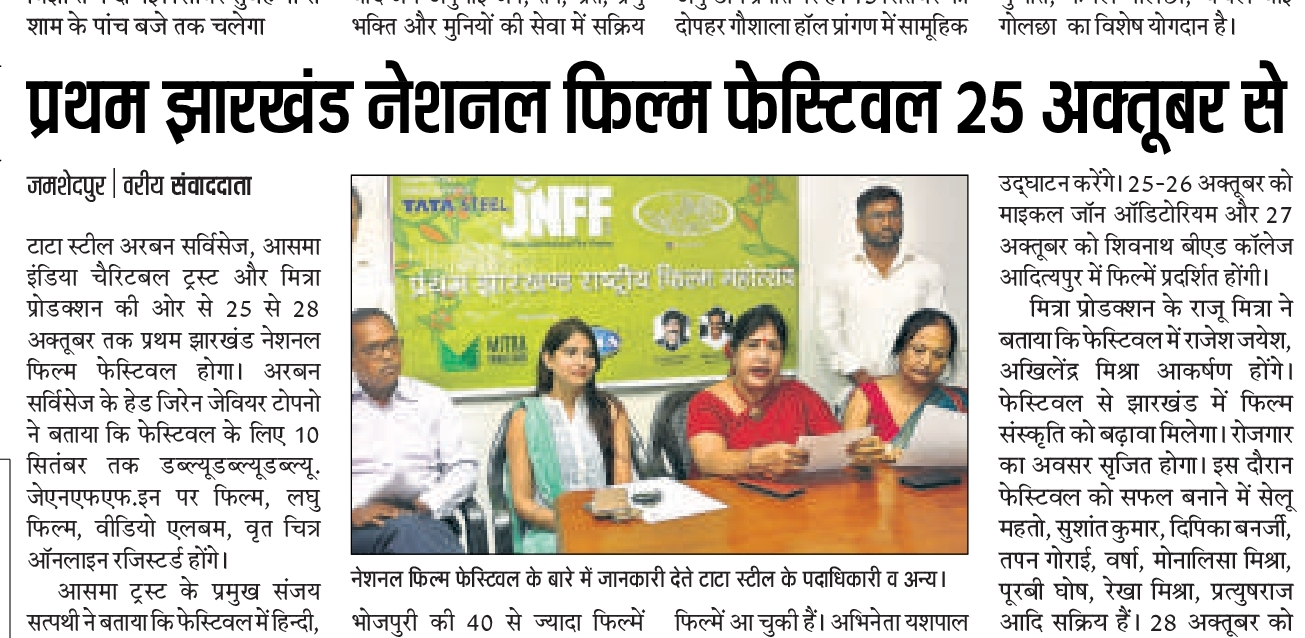 शाम के पांच बजे तक चलेगा
भक्ति और मुनियों की सेवा में सक्रिय
दोपहर गौशाला हॉल प्रांगण में सामूहिक
गोलछा का विशेष योगदान है।
प्रथम झारखंड नेशनल फिल्म फेस्टिवल 25 अक्तूबर से
जमशेदपुर | वरीय संवाददाता
टाटा स्टील अरबन सर्विसेज, आसमा
इंडिया चैरिटबल ट्रस्ट और मित्रा
प्रोडक्शन की ओर से 25 से 28
अक्तूबर तक प्रथम झारखंड नेशनल
फिल्म फेस्टिवल होगा। अरबन
सर्विसेज के हेड जिरेन जेवियर टोपनो
ने बताया कि फेस्टिवल के लिए 10
सितंबर तक डब्ल्यूडब्ल्यूडब्ल्यू.
जेएनएफएफ.इन पर फिल्म, लघु
फिल्म, वीडियो एलबम, वृत चित्र
ऑनलाइन रजिस्टर्ड होंगे।
आसमा ट्रस्ट के प्रमुख संजय
सत्पथी ने बताया कि फेस्टिवल में हिन्दी,
TATA STEEL
JNFF
प्रथम झारखण्ड राष्ट्रीय फिल्म महोत्सव
MITRA
नेशनल फिल्म फेस्टिवल के बारे में जानकारी देते टाटा स्टील के पदाधिकारी व अन्य।
भोजपुरी की 40 से ज्यादा फिल्में
फिल्में आ चुकी हैं। अभिनेता यशपाल
उद्घाटन करेंगे। 25-26 अक्तूबर को
माइकल जॉन ऑडिटोरियम और 27
अक्तूबर को शिवनाथ बीएड कॉलेज
आदित्यपुर में फिल्में प्रदर्शित होंगी।
मित्रा प्रोडक्शन के राजू मित्रा ने
बताया कि फेस्टिवल में राजेश जयेश,
अखिलेंद्र मिश्रा आकर्षण होंगे।
फेस्टिवल से झारखंड में फिल्म
संस्कृति को बढ़ावा मिलेगा। रोजगार
का अवसर सृजित होगा। इस दौरान
फेस्टिवल को सफल बनाने में सेलू
महतो, सुशांत कुमार, दिपिका बनर्जी,
तपन गोराई, वर्षा, मोनालिसा मिश्रा,
पूरबी घोष, रेखा मिश्रा, प्रत्युषराज
आदि सक्रिय हैं। 28 अक्तूबर को